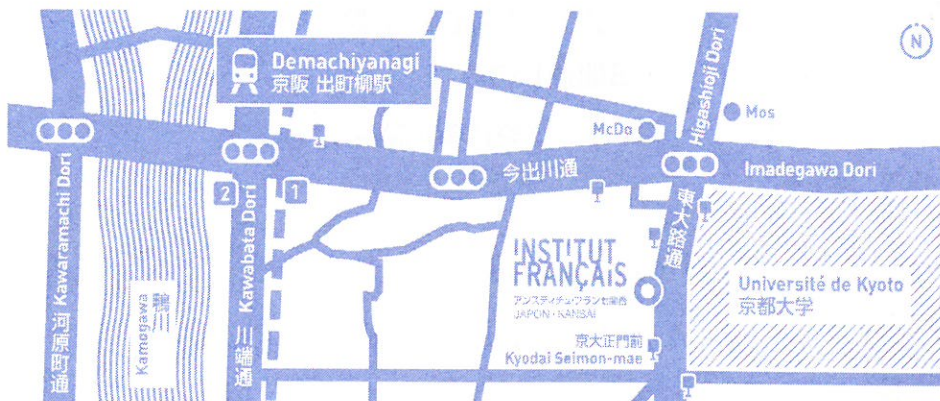 Demachiyanagi
京阪 出町柳駅
N
Higashioji Dori
東大路通
McDo
Mos
今出川通
Imadegawa Dori
2
1
Kawaramachi Dori
河原町通
Kamogawa
鴨川
Kawabata Dori
川端通
INSTITUT
FRANÇAIS
アンスティチュ・フランセ関西
JAPON・KANSAI
Université de Kyoto
京都大学
京大正門前
Kyodai Seimon-mae